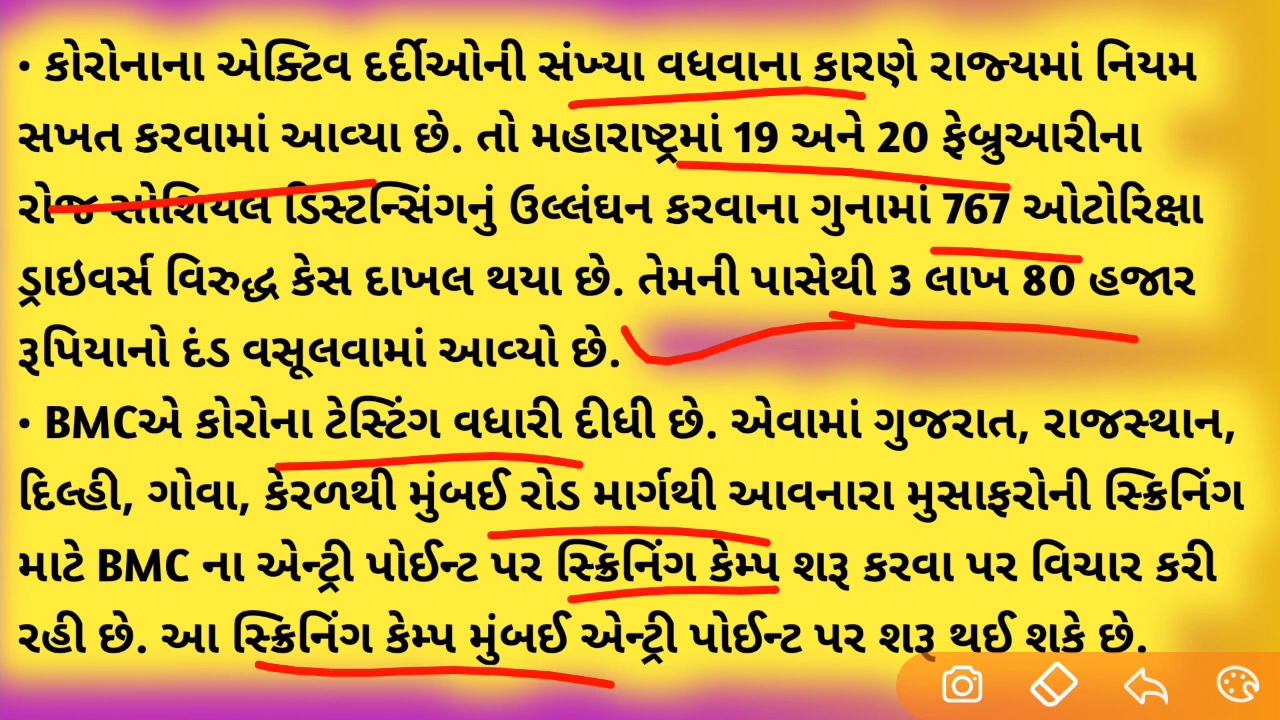 • કોરોનાના એક્ટિવ દર્દીઓની સંખ્યા વધવાના કારણે રાજ્યમાં નિયમ
સખત કરવામાં આવ્યા છે. તો મહારાષ્ટ્રમાં 19 અને 20 ફેબ્રુઆરીના
રોજ સોશિયલ ડિસ્ટન્સિંગનું ઉલ્લંઘન કરવાના ગુનામાં 767 ઓટોરિક્ષા
ડ્રાઇવર્સ વિરુદ્ધ કેસ દાખલ થયા છે. તેમની પાસેથી 3 લાખ 80 હજાર
રૂપિયાનો દંડ વસૂલવામાં આવ્યો છે.
• BMCએ કોરોના ટેસ્ટિંગ વધારી દીધી છે. એવામાં ગુજરાત, રાજસ્થાન,
દિલ્હી, ગોવા, કેરળથી મુંબઈ રોડ માર્ગથી આવનારા મુસાફરોની સ્ક્રિનિંગ
માટે BMC ના એન્ટ્રી પોઈન્ટ પર સ્ક્રિનિંગ કેમ્પ શરૂ કરવા પર વિચાર કરી
રહી છે. આ સ્ક્રિનિંગ કેમ્પ મુંબઈ એન્ટ્રી પોઈન્ટ પર શરૂ થઈ શકે છે.